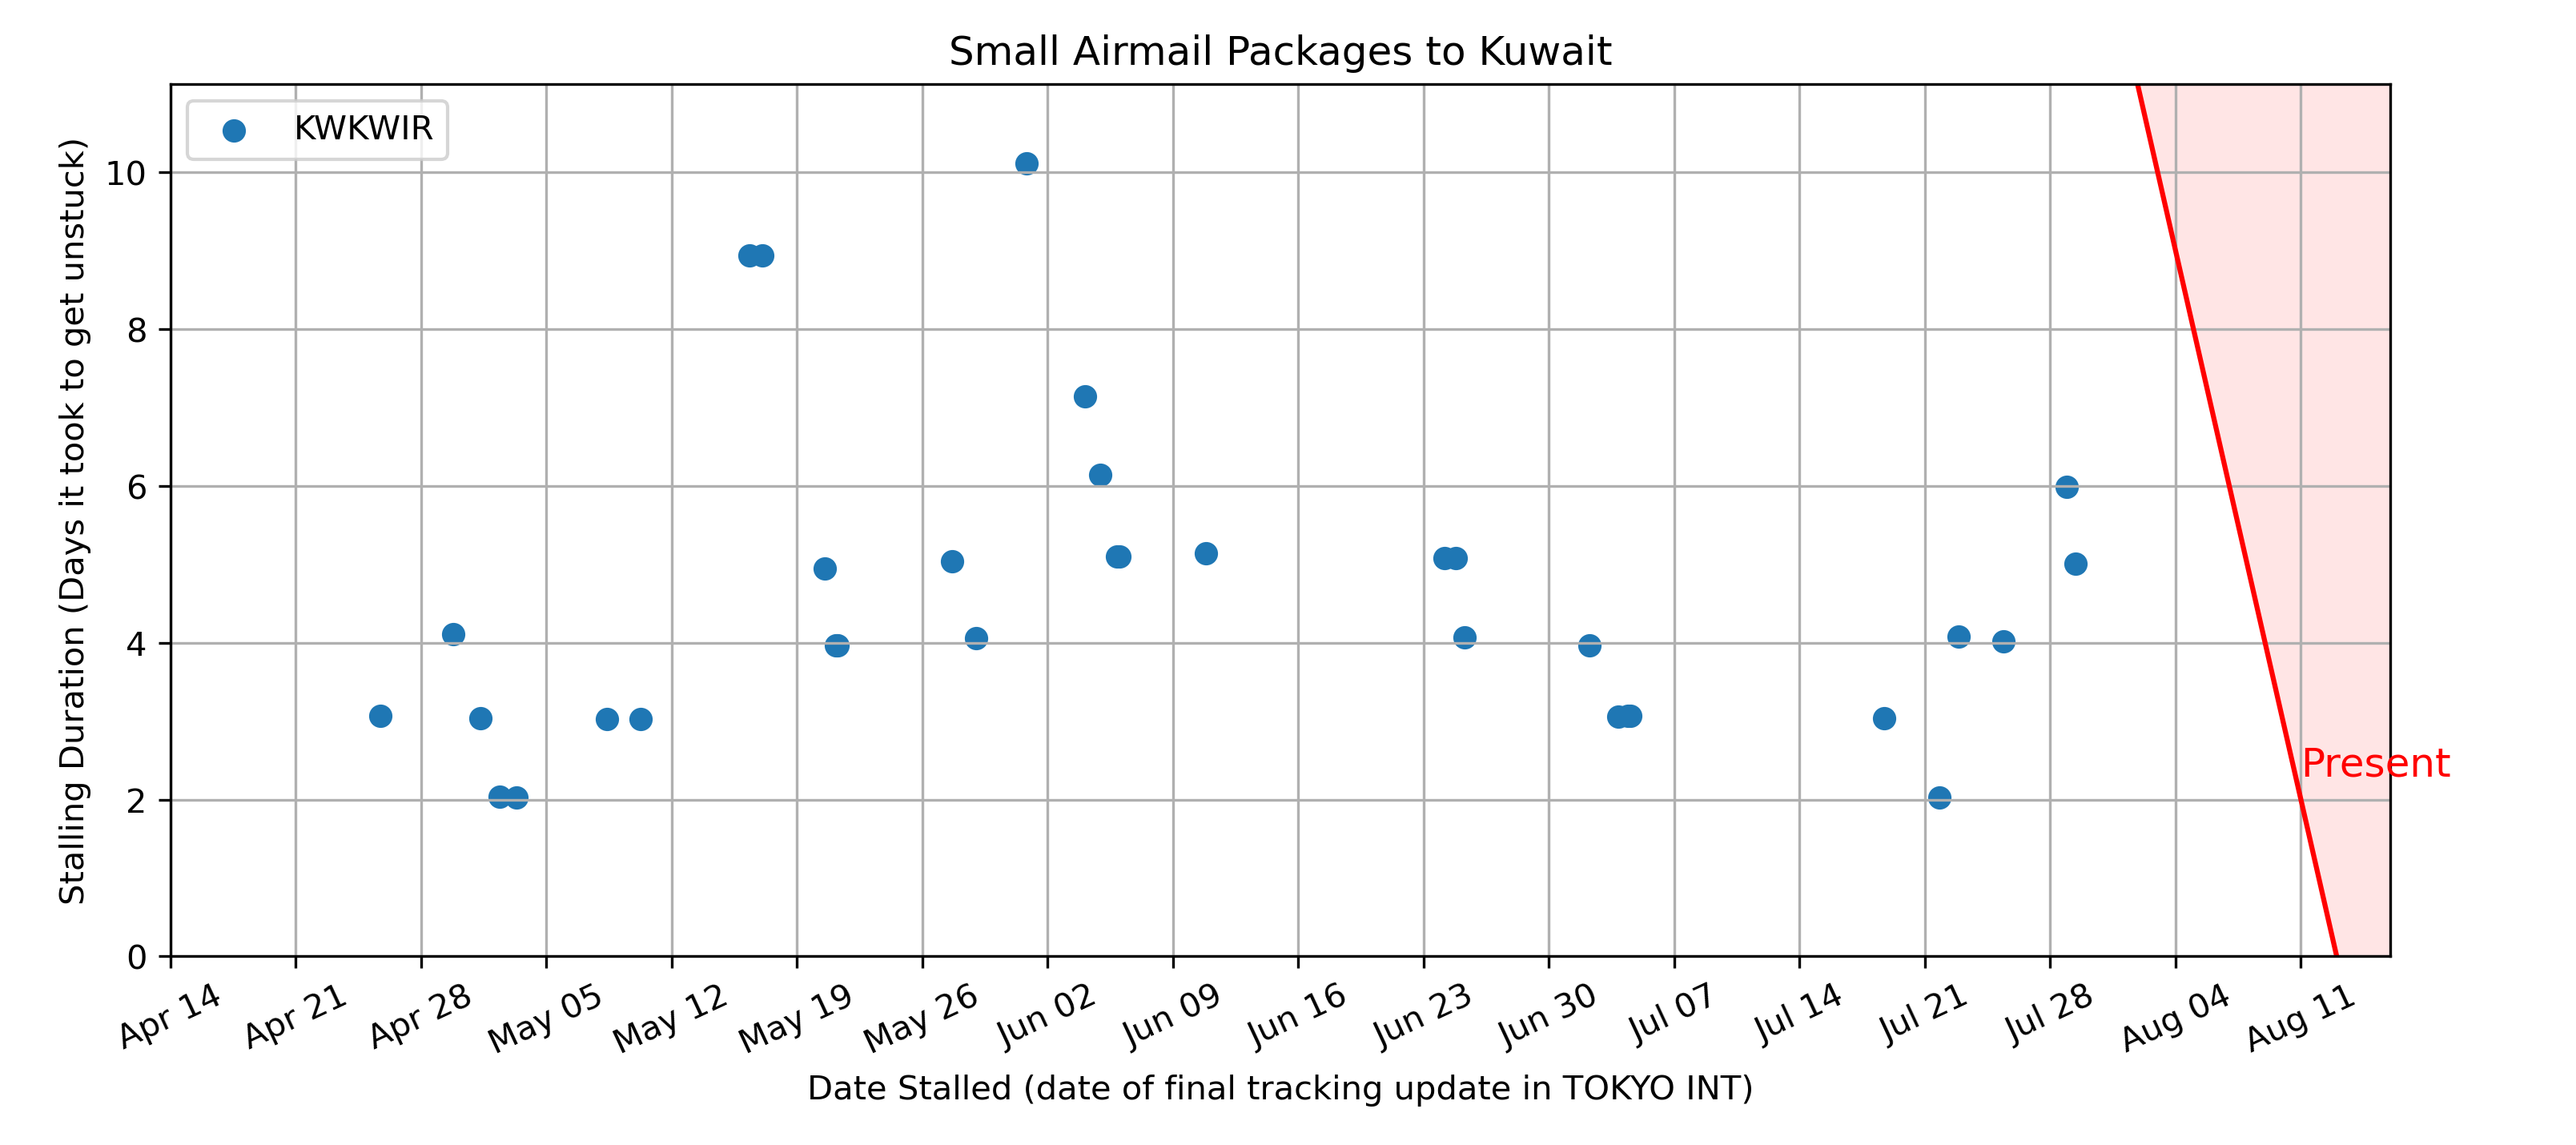 Small Airmail Packages to Kuwait
KWKWIR
Stalling Duration (Days it took to get unstuck)
10
8
6
4
2
0
Present
Apr 14
Apr 21
Apr 28
May 05
May 12
May 19
May 26
Jun 02
Jun 09
Jun 16
Jun 23
Jun 30
Jul 07
Jul 14
Jul 21
Jul 28
Aug 04
Aug 11
Date Stalled (date of final tracking update in TOKYO INT)